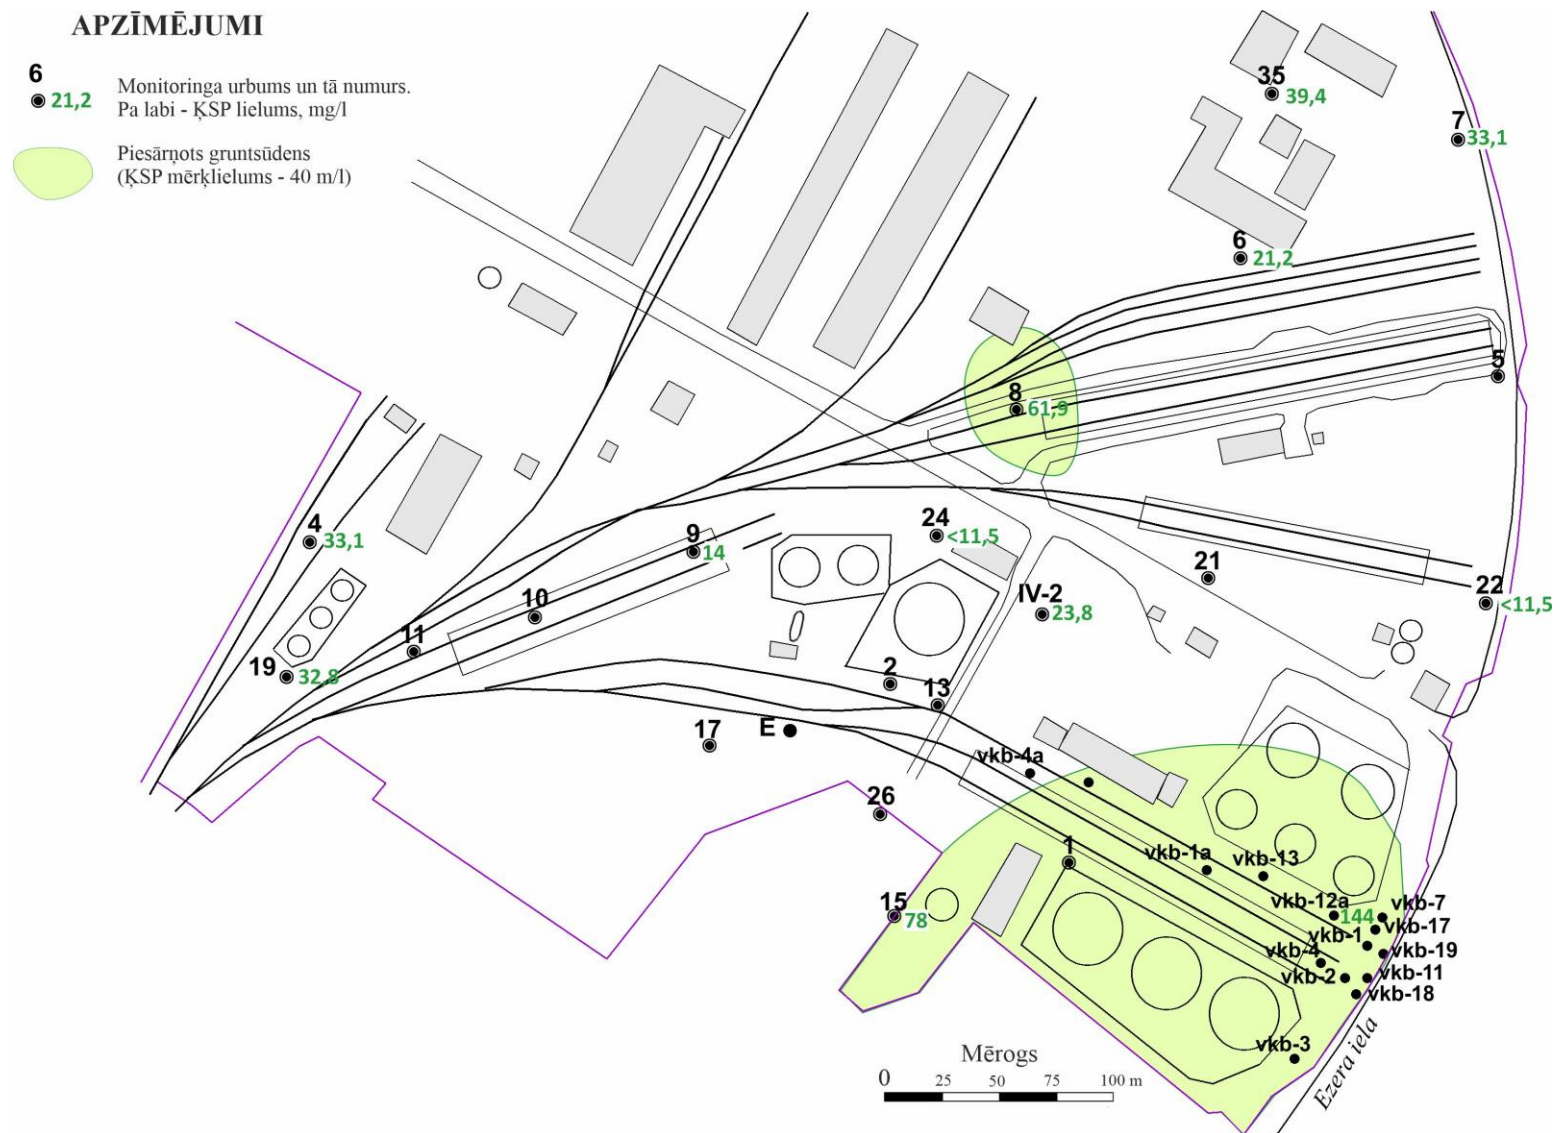 APZĪMĒJUMI
6
21,2
Monitoringa urbums un tā numurs.
Pa labi - ĶSP lielums, mg/l
Piesārņots gruntsūdens
(ĶSP mērķlielums - 40 m/l)
35
39,4
7
33,1
6
21,2
5
8
61,9
4
33,1
9
14
24
<11,5
21
22
<11,5
IV-2
23,8
10
11
19
32,8
2
13
17
E
26
vkb-4a
1
vkb-1a
vkb-13
15
78
vkb-12a
144
vkb-7
vkb-17
vkb-1
vkb-19
vkb-4
vkb-2
vkb-11
vkb-18
vkb-3
Ezera iela
Mērogs
0 25 50 75 100 m